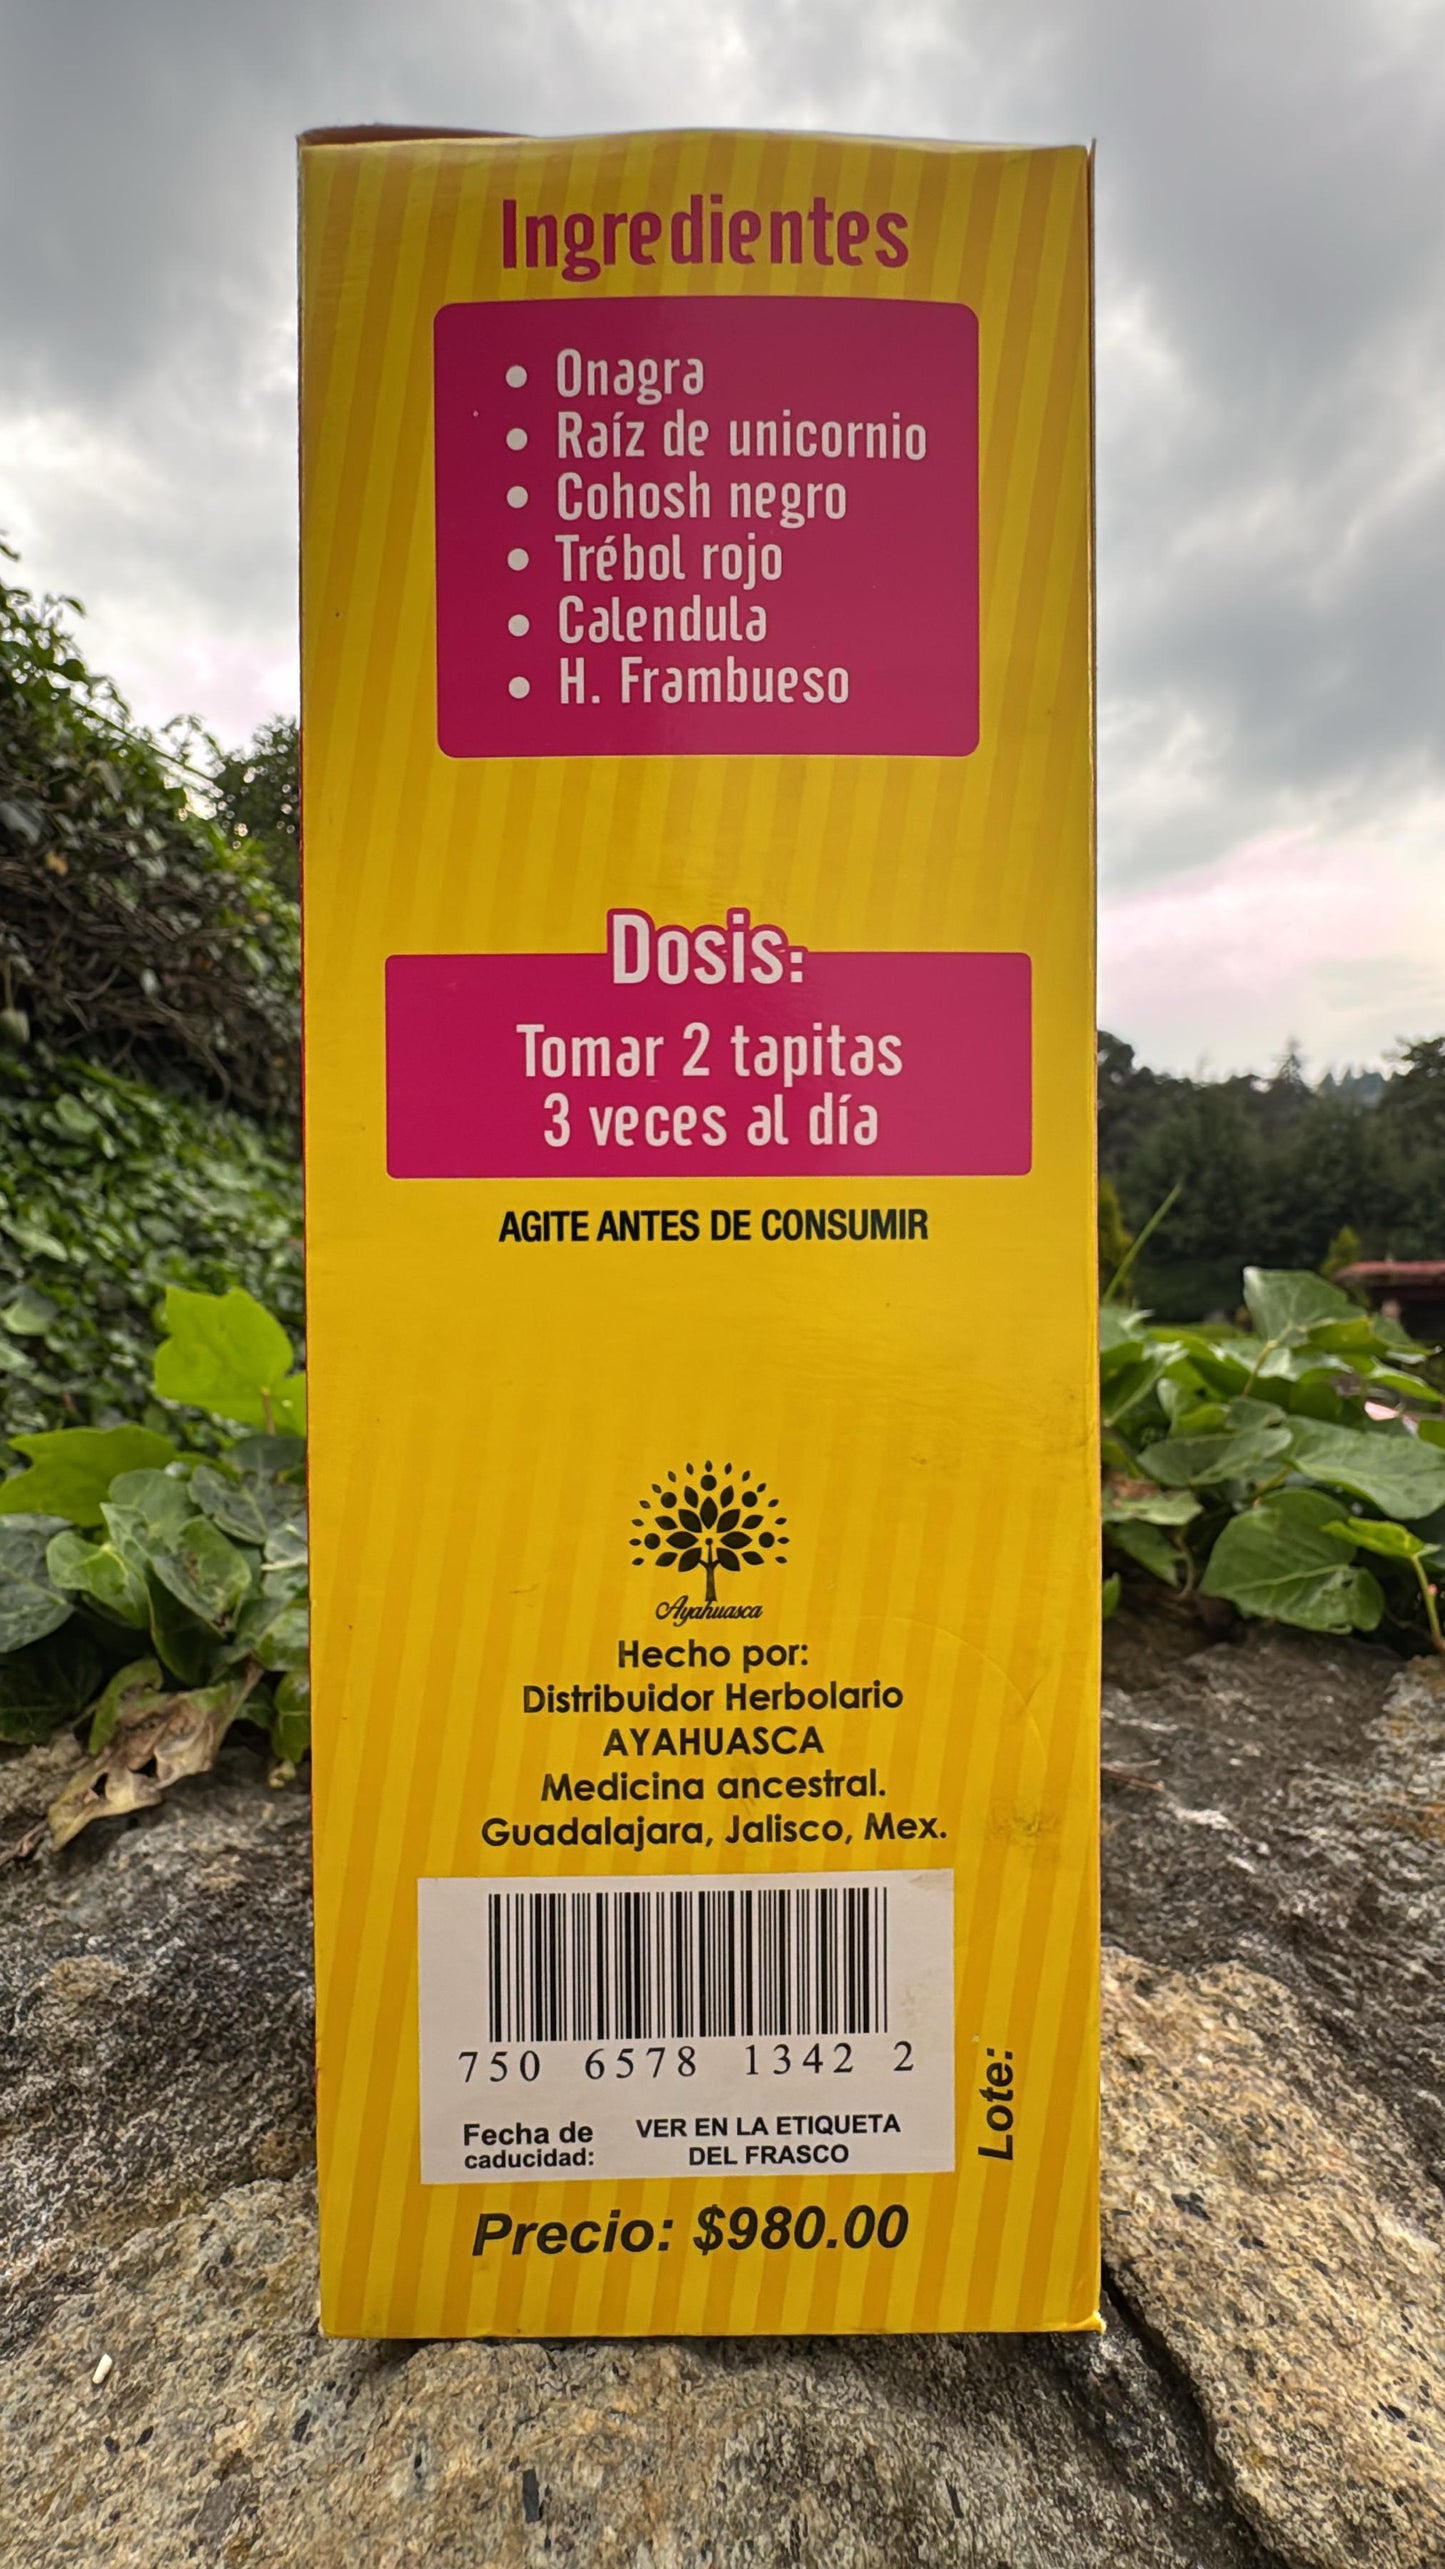 Ingredientes
• Onagra
• Raíz de unicornio
• Cohosh negro
• Trébol rojo
• Calendula
• H. Frambueso
Dosis:
Tomar 2 tapitas
3 veces al día
AGITE ANTES DE CONSUMIR
Ayahuasca
Hecho por:
Distribuidor Herbolario
AYAHUASCA
Medicina ancestral.
Guadalajara, Jalisco, Mex.
750 6578 1342 2
Fecha de
caducidad:
VER EN LA ETIQUETA
DEL FRASCO
Lote:
Precio: $980.00